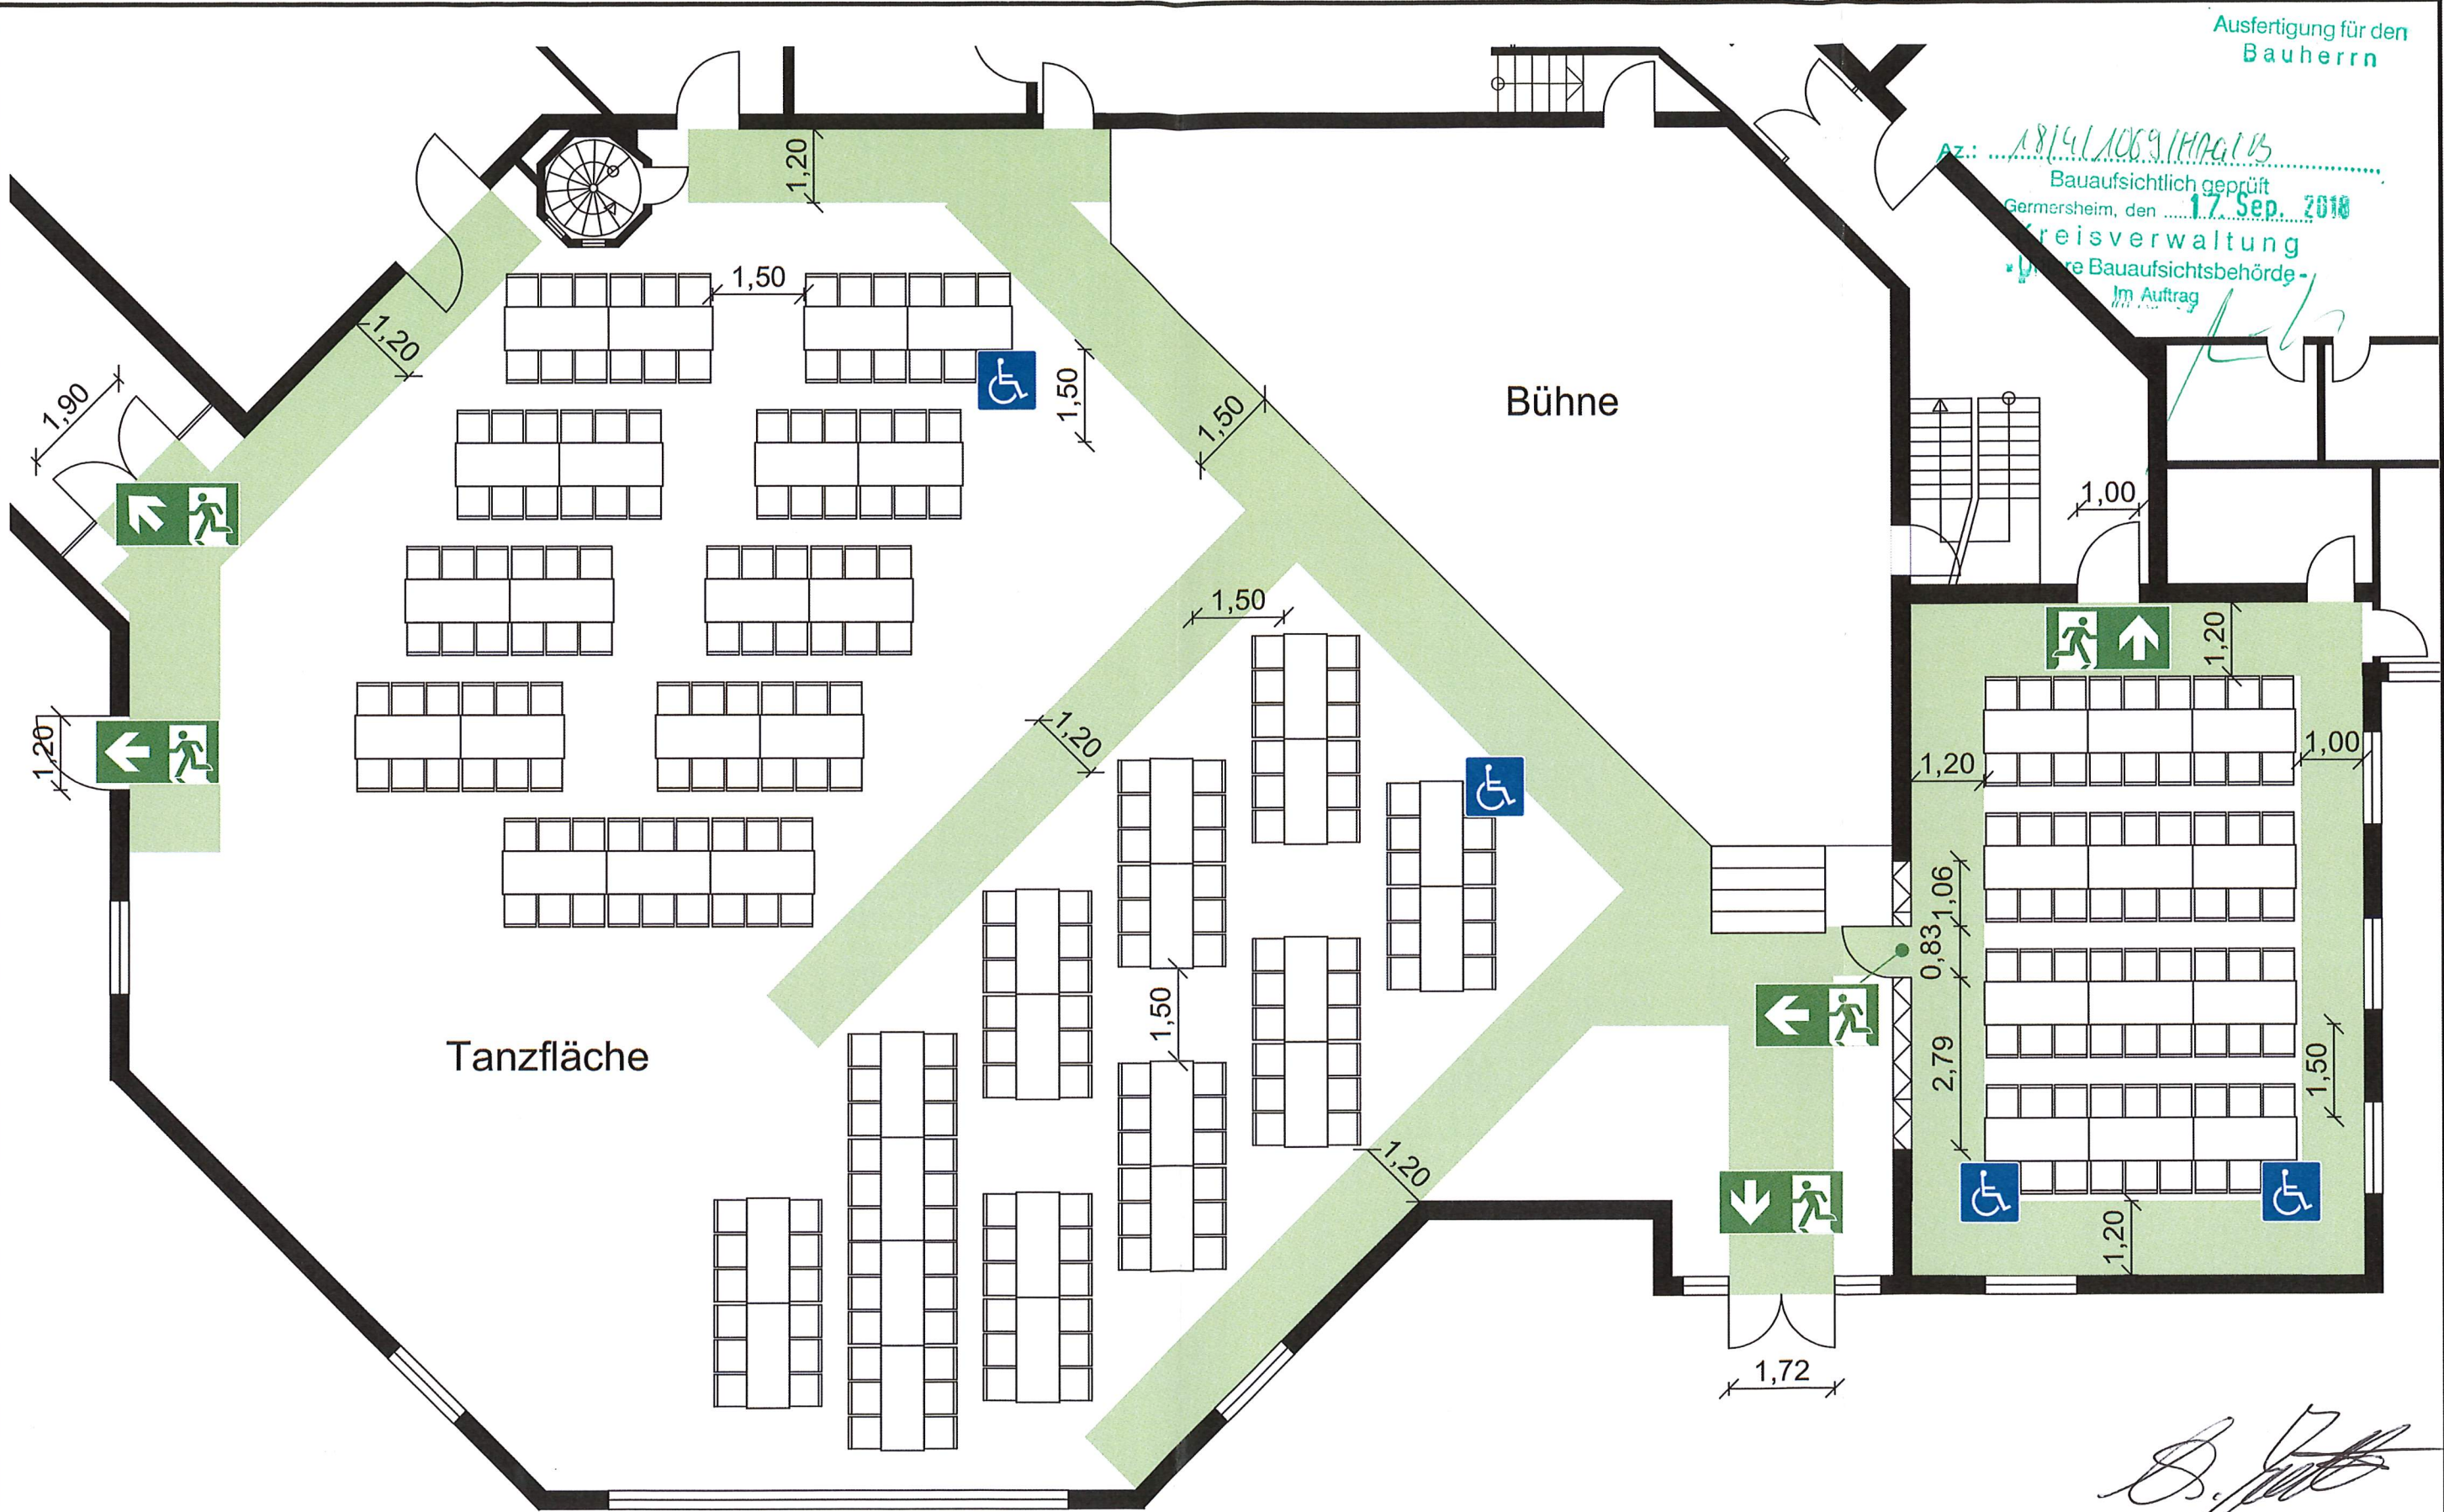 Ausfertigung für den
Bauherrn
Az.:
Bauaufsichtlich geprüft
Germersheim, den 17. Sep. 2018
Kreisverwaltung
Bauaufsichtsbehörde-
Im Auftrag
1,20
1,50
1,20
1,90
1,50
1,50
Bühne
1,00
1,50
1,20
1,20
1,20
1,20
1,00
1,06
0,83
2,79
1,50
1,50
Tanzfläche
1,20
1,20
1,72